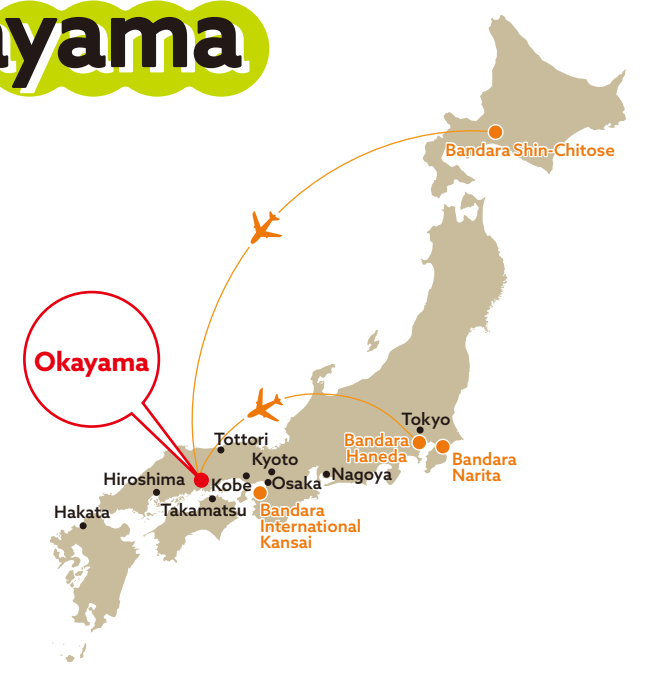 ayama
Bandara Shin-Chitose
Okayama
Tokyo
Bandara
Haneda
Bandara
Narita
Tottori
Kyoto
Hiroshima
Kobe
Osaka
Nagoya
Hakata
Takamatsu
Bandara
International
Kansai